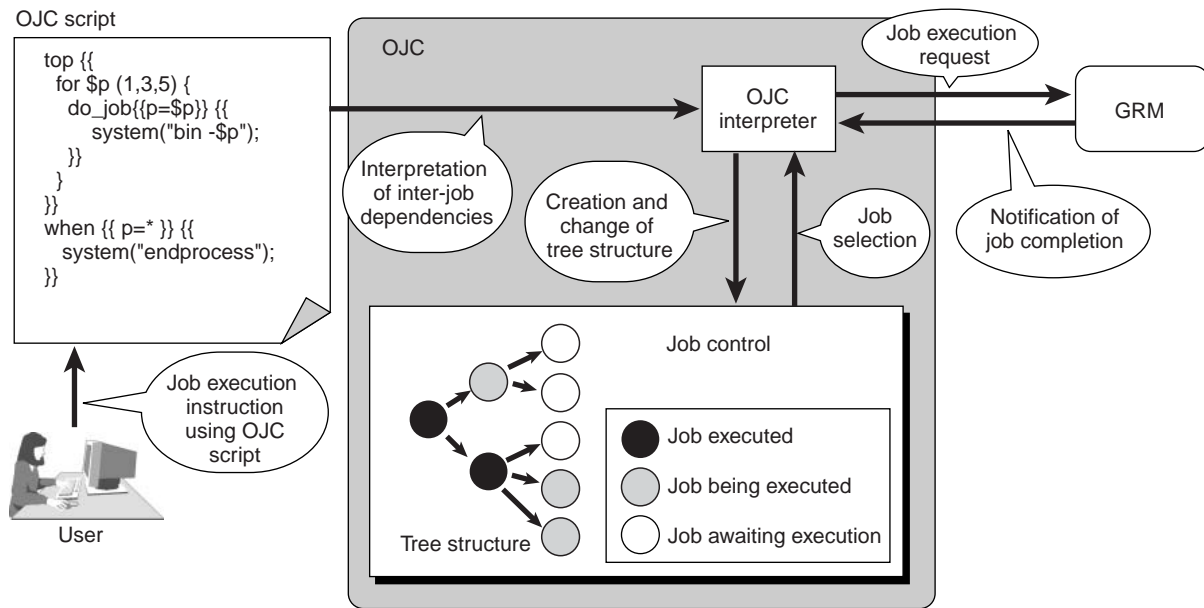 OJC script
top {{
for $p (1,3,5) {
do_job{{p=$p}} {{
system("bin -$p");
}}
}
}}
when {{ p=* }} {{
system("endprocess");
}}
Job execution
instruction
using OJC
script
User
OJC
Interpretation
of inter-job
dependencies
OJC
interpreter
Job execution
request
GRM
Notification of
job completion
Creation and
change of
tree structure
Job
selection
Job control
Tree structure
Job executed
Job being executed
Job awaiting execution